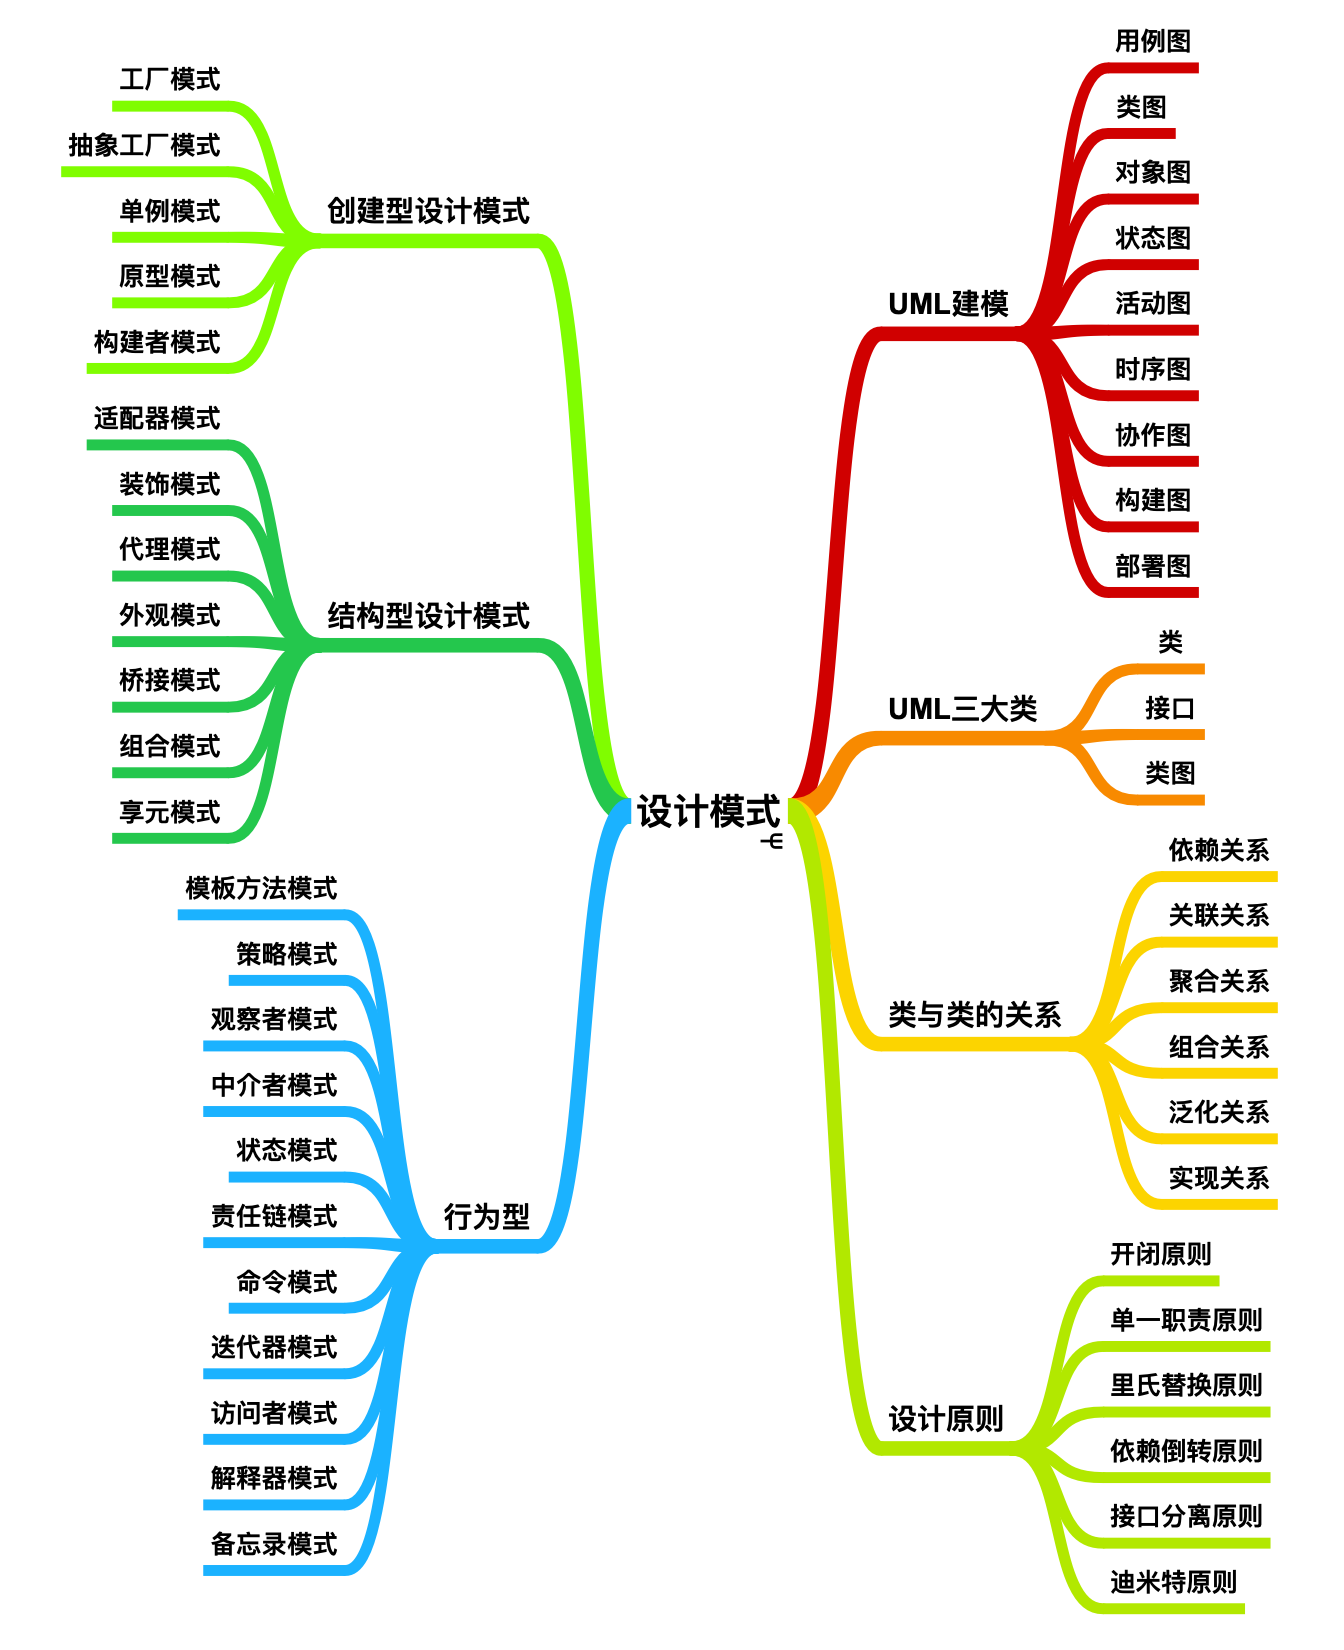 设计模式
UML建模
用例图
类图
对象图
状态图
活动图
时序图
协作图
构建图
部署图
UML三大类
类
接口
类图
类与类的关系
依赖关系
关联关系
聚合关系
组合关系
泛化关系
实现关系
设计原则
开闭原则
单一职责原则
里氏替换原则
依赖倒转原则
接口分离原则
迪米特原则
创建型设计模式
工厂模式
抽象工厂模式
单例模式
原型模式
构建者模式
结构型设计模式
适配器模式
装饰模式
代理模式
外观模式
桥接模式
组合模式
享元模式
行为型
模板方法模式
策略模式
观察者模式
中介者模式
状态模式
责任链模式
命令模式
迭代器模式
访问者模式
解释器模式
备忘录模式